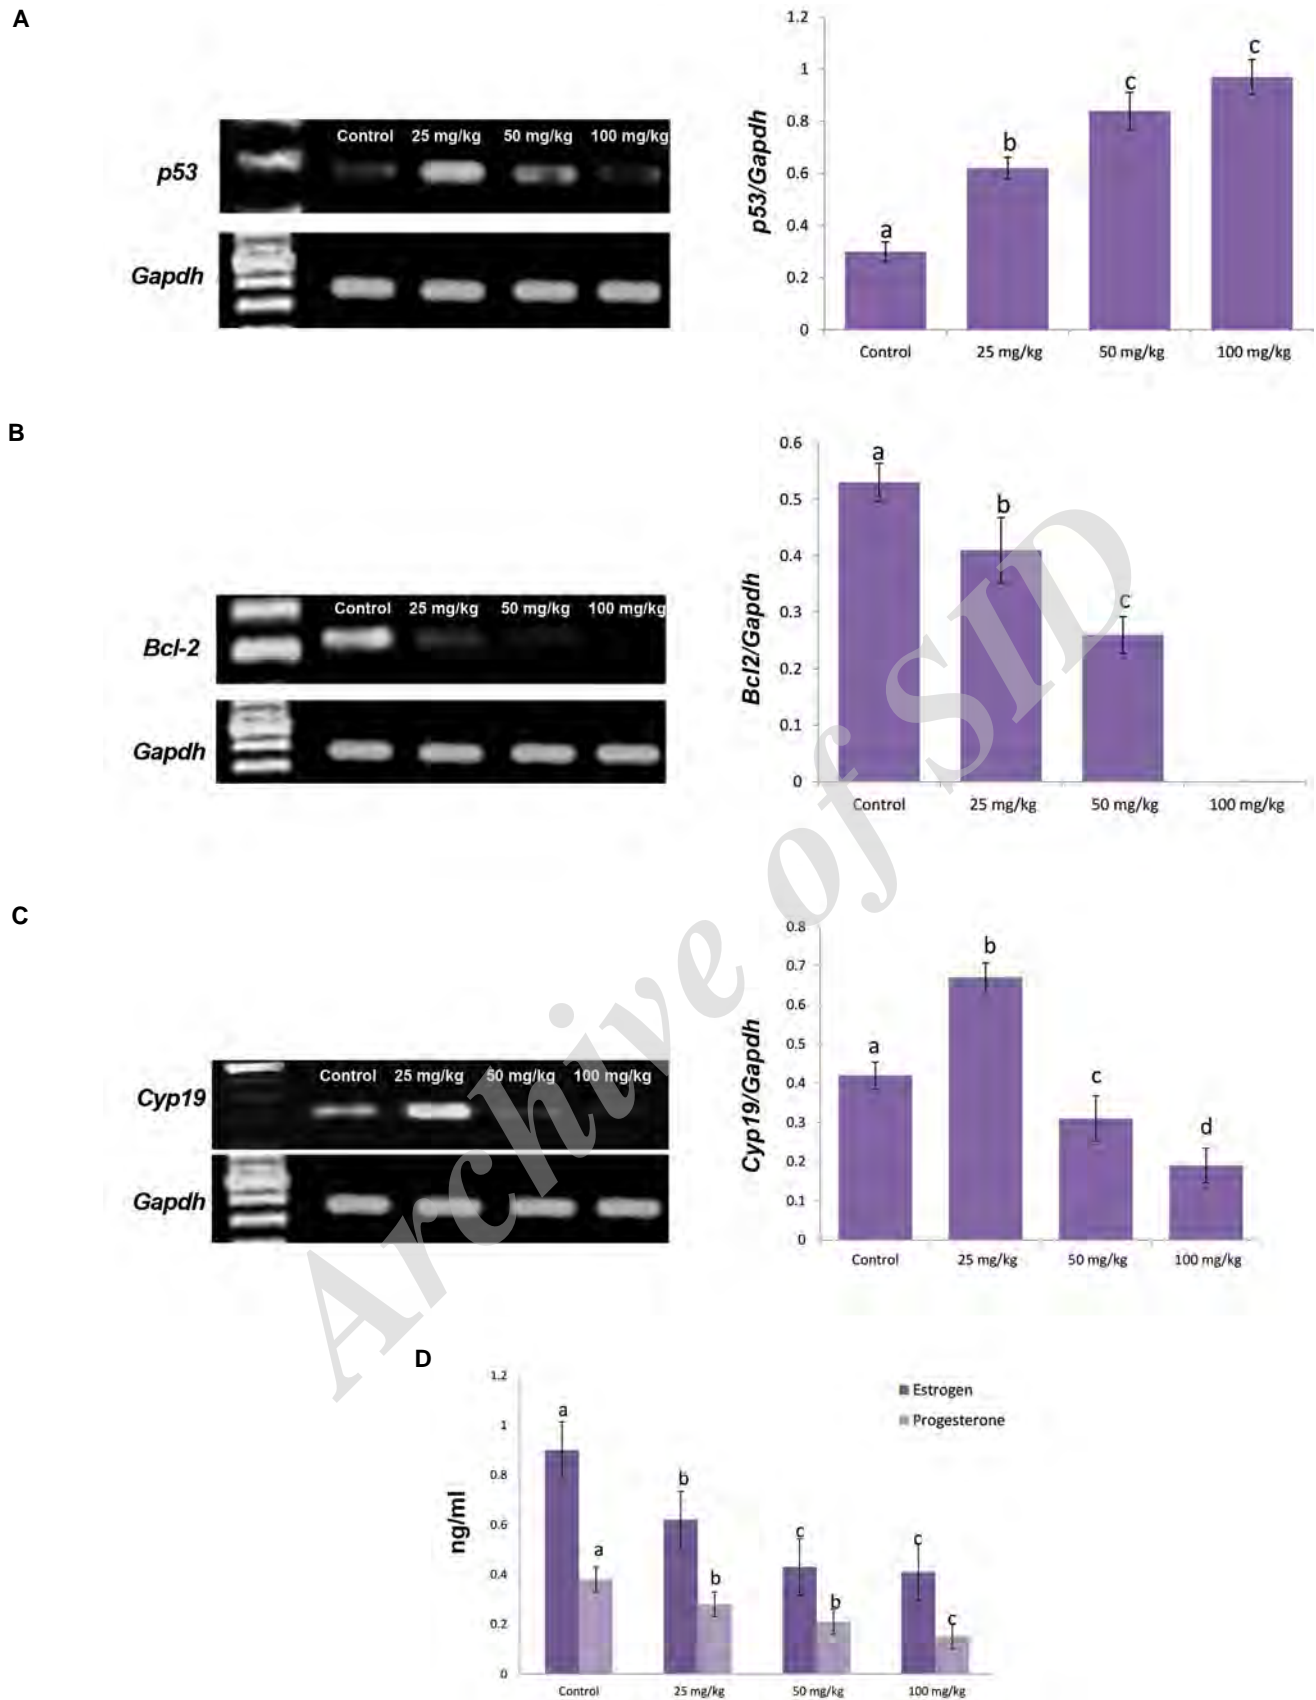 A
Control 25 mg/kg 50 mg/kg 100 mg/kg
p53
Gapdh
p53/Gapdh
1.2
1
0.8
0.6
0.4
0.2
0
a
b
c
c
Control 25 mg/kg 50 mg/kg 100 mg/kg
B
Control 25 mg/kg 50 mg/kg 100 mg/kg
Bcl-2
Gapdh
Bcl2/Gapdh
0.6
0.5
0.4
0.3
0.2
0.1
0
a
b
c
Control 25 mg/kg 50 mg/kg 100 mg/kg
C
Control 25 mg/kg 50 mg/kg 100 mg/kg
Cyp19
Gapdh
Cyp19/Gapdh
0.8
0.7
0.6
0.5
0.4
0.3
0.2
0.1
0
a
b
c
d
Control 25 mg/kg 50 mg/kg 100 mg/kg
D
ng/ml
1.2
1
0.8
0.6
0.4
0.2
0
Estrogen
Progesterone
a
a
b
b
c
b
c
c
Control 25 mg/kg 50 mg/kg 100 mg/kg
Archive of SID